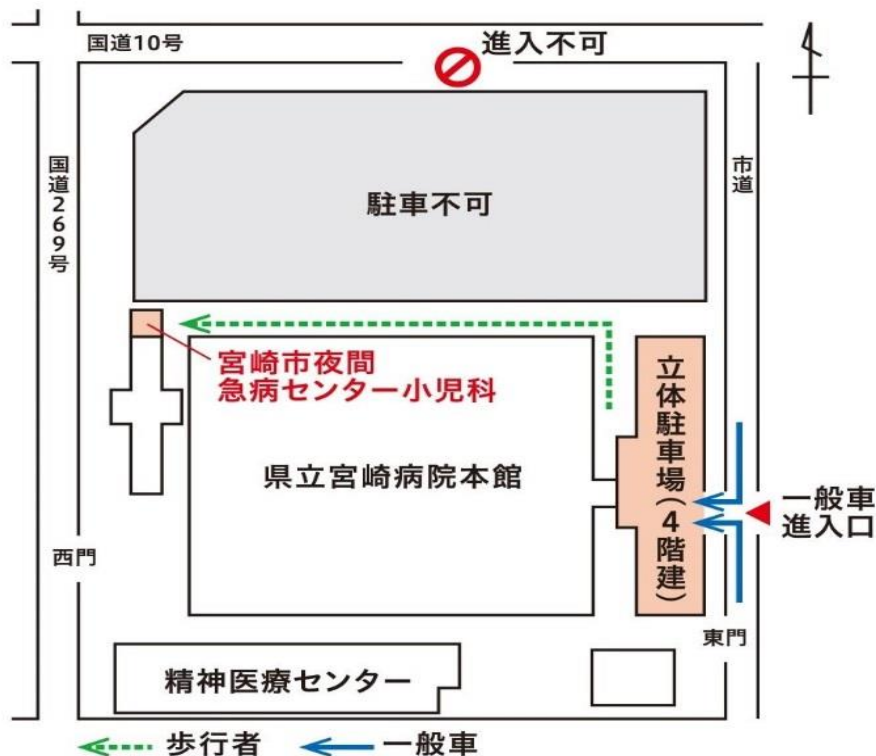 国道10号
進入不可
国道269号
市道
駐車不可
宮崎市夜間
急病センター小児科
立体駐車場(4階建)
県立宮崎病院本館
一般車
進入口
西門
東門
精神医療センター
歩行者
一般車